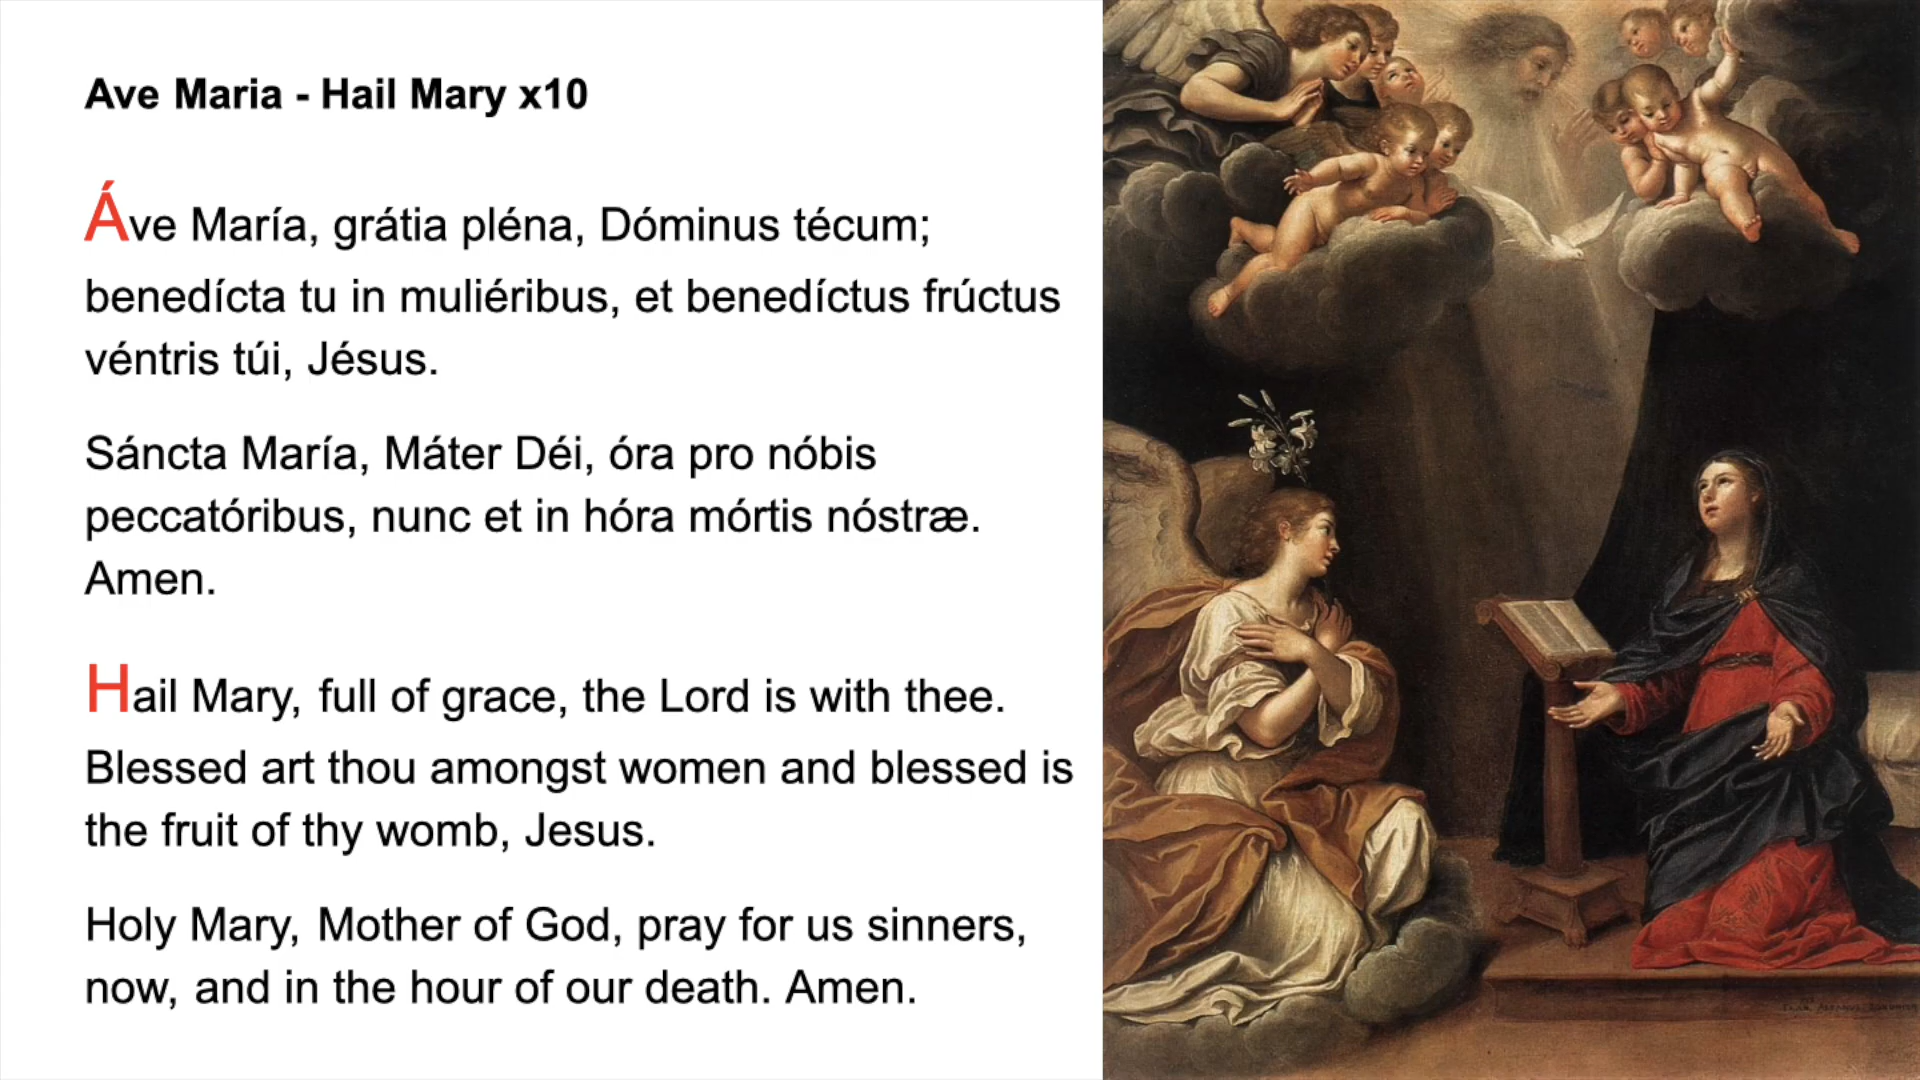 Ave Maria - Hail Mary x10
Áve María, grátia pléna, Dóminus técum;
benedícta tu in muliéribus, et benedíctus frúctus
véntris túi, Jésus.
Sáncta María, Máter Déi, óra pro nóbis
peccatóribus, nunc et in hóra mórtis nóstræ.
Amen.
Hail Mary, full of grace, the Lord is with thee.
Blessed art thou amongst women and blessed is
the fruit of thy womb, Jesus.
Holy Mary, Mother of God, pray for us sinners,
now, and in the hour of our death. Amen.